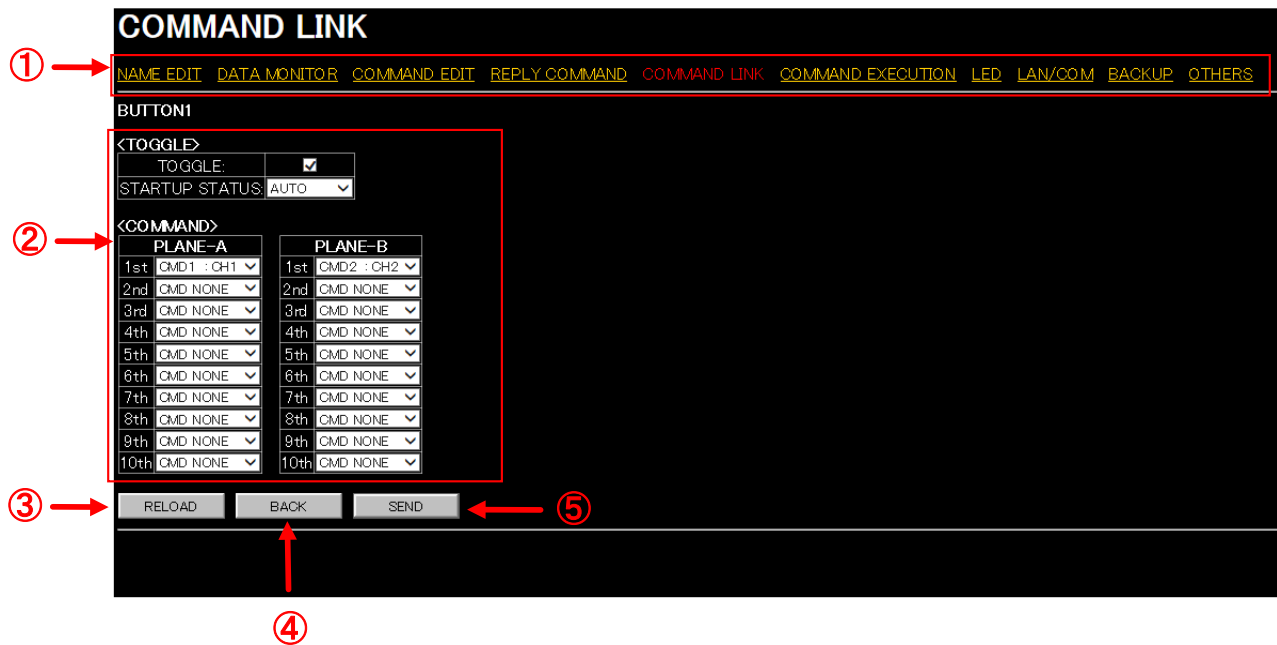 COMMAND LINK
① NAME EDIT DATA MONITOR COMMAND EDIT REPLY COMMAND COMMAND LINK COMMAND EXECUTION LED LAN/COM BACKUP OTHERS
BUTTON1
<TOGGLE>
TOGGLE:
STARTUP STATUS: AUTO
②
<COMMAND>
PLANE-A PLANE-B
1st CMD1 : CH1 1st CMD2 : CH2
2nd CMD NONE 2nd CMD NONE
3rd CMD NONE 3rd CMD NONE
4th CMD NONE 4th CMD NONE
5th CMD NONE 5th CMD NONE
6th CMD NONE 6th CMD NONE
7th CMD NONE 7th CMD NONE
8th CMD NONE 8th CMD NONE
9th CMD NONE 9th CMD NONE
10th CMD NONE 10th CMD NONE
③ RELOAD BACK SEND ⑤
④